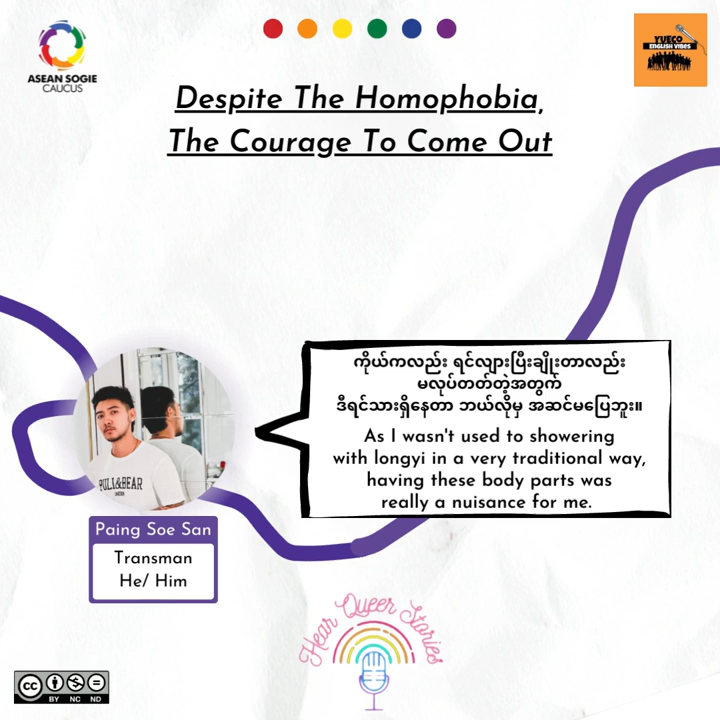 ASEAN SOGIE
CAUCUS
YUECO
ENGLISH VIBES
Despite The Homophobia,
The Courage To Come Out
ကိုယ်ကလည်း ရင်လျားပြီးချိုးတာလည်း
မလုပ်တတ်တဲ့အတွက်
ဒီရင်သားရှိနေတာ ဘယ်လိုမှ အဆင်မပြေဘူး။
As I wasn't used to showering
with longyi in a very traditional way,
having these body parts was
really a nuisance for me.
PULL&BEAR
Paing Soe San
Transman
He/ Him
Hear Queer Stories
cc BY NC ND